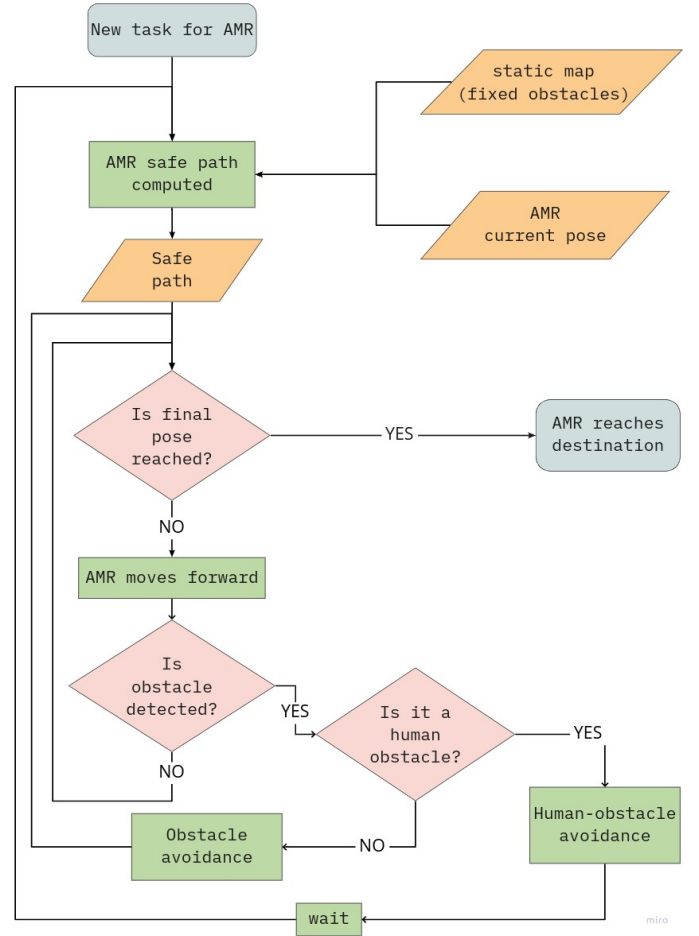 New task for AMR
static map
(fixed obstacles)
AMR safe path
computed
AMR
current pose
Safe
path
Is final
pose
reached?
YES
AMR reaches
destination
NO
AMR moves forward
Is
obstacle
detected?
YES
Is it a
human
obstacle?
YES
NO
Human-obstacle
avoidance
Obstacle
avoidance
NO
wait
miro